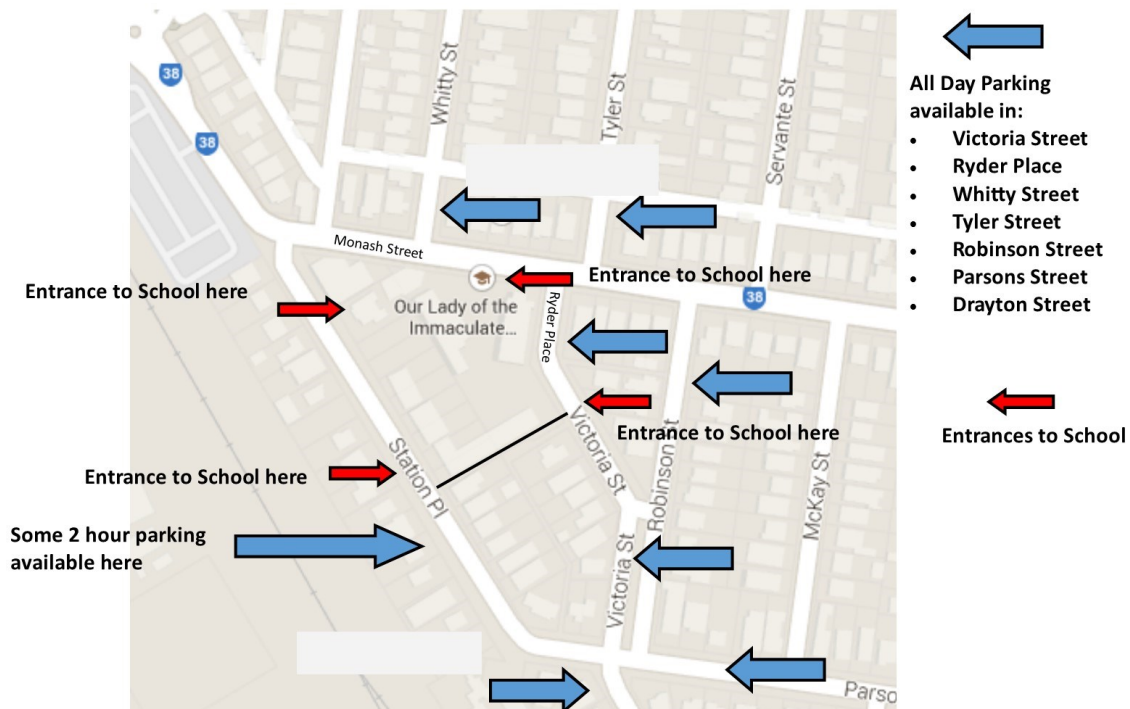 38
38
Whitty St
Tyler St
Servante St
Monash Street
Entrance to School here
Entrance to School here
38
Our Lady of the
Immaculate...
Ryder Place
Entrance to School here
Victoria St
Robinson St
McKay St
Entrance to School here
Station Pl
Some 2 hour parking
available here
Victoria St
Parso
All Day Parking
available in:
• Victoria Street
• Ryder Place
• Whitty Street
• Tyler Street
• Robinson Street
• Parsons Street
• Drayton Street
Entrances to School